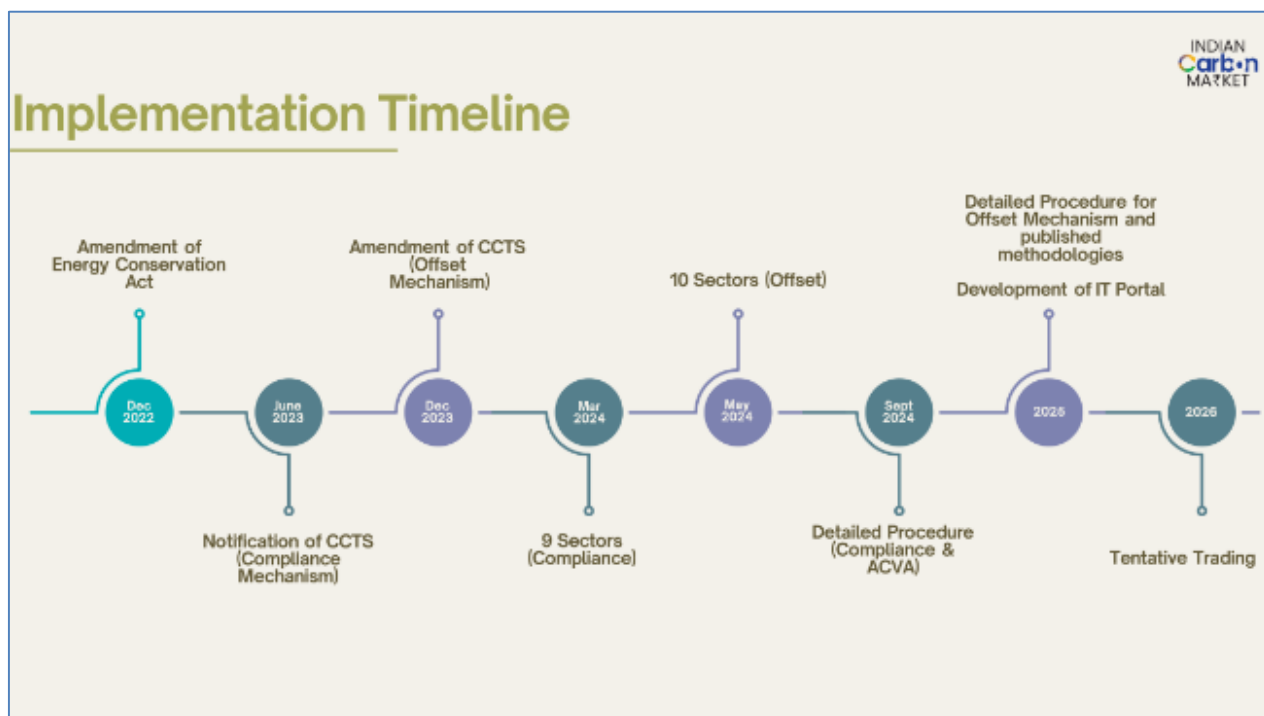 INDIAN
Carbon
MARKET
Implementation Timeline
Amendment of
Energy Conservation
Act
Dec
2022
June
2023
Notification of CCTS
(Compliance
Mechanism)
Amendment of CCTS
(Offset
Mechanism)
Dec
2023
Mar
2024
9 Sectors
(Compliance)
10 Sectors (Offset)
May
2024
Sept
2024
Detailed Procedure
(Compliance &
ACVA)
Detailed Procedure for
Offset Mechanism and
published
methodologies
Development of IT Portal
2025
2026
Tentative Trading